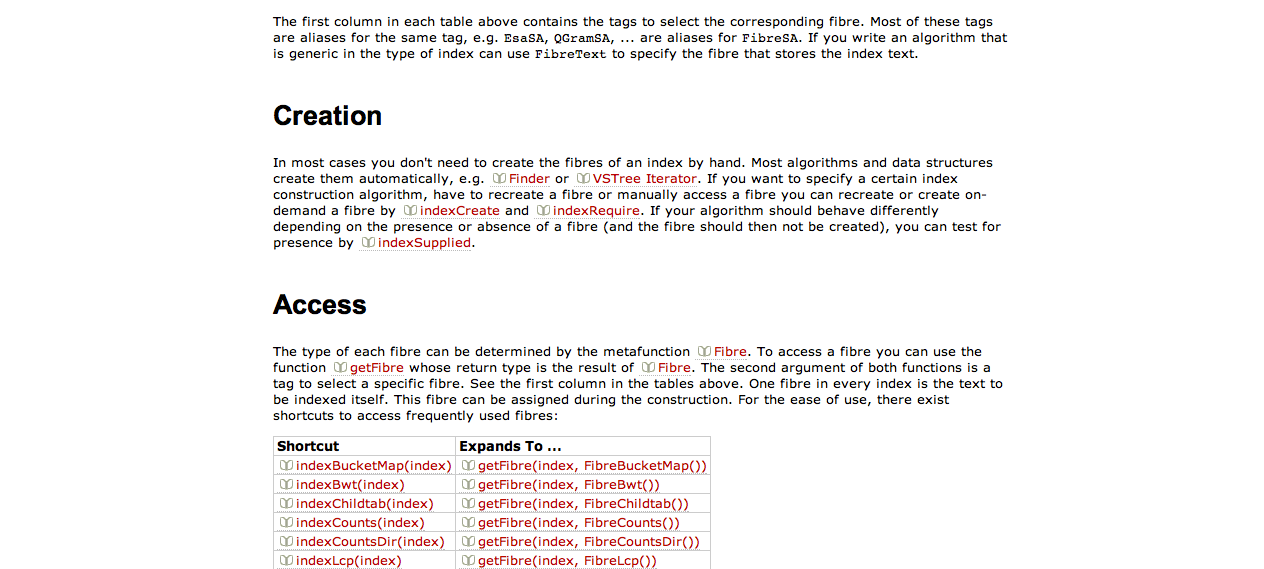 The first column in each table above contains the tags to select the corresponding fibre. Most of these tags
are aliases for the same tag, e.g. EsaSA, QGramSA, ... are aliases for FibreSA. If you write an algorithm that
is generic in the type of index can use FibreText to specify the fibre that stores the index text.
Creation
In most cases you don't need to create the fibres of an index by hand. Most algorithms and data structures
create them automatically, e.g. Finder or VSTree Iterator. If you want to specify a certain index
construction algorithm, have to recreate a fibre or manually access a fibre you can recreate or create on-
demand a fibre by indexCreate and indexRequire. If your algorithm should behave differently
depending on the presence or absence of a fibre (and the fibre should then not be created), you can test for
presence by indexSupplied.
Access
The type of each fibre can be determined by the metafunction Fibre. To access a fibre you can use the
function getFibre whose return type is the result of Fibre. The second argument of both functions is a
tag to select a specific fibre. See the first column in the tables above. One fibre in every index is the text to
be indexed itself. This fibre can be assigned during the construction. For the ease of use, there exist
shortcuts to access frequently used fibres:
Shortcut Expands To ...
indexBucketMap(index) getFibre(index, FibreBucketMap())
indexBwt(index) getFibre(index, FibreBwt())
indexChildtab(index) getFibre(index, FibreChildtab())
indexCounts(index) getFibre(index, FibreCounts())
indexCountsDir(index) getFibre(index, FibreCountsDir())
indexLcp(index) getFibre(index, FibreLcp())